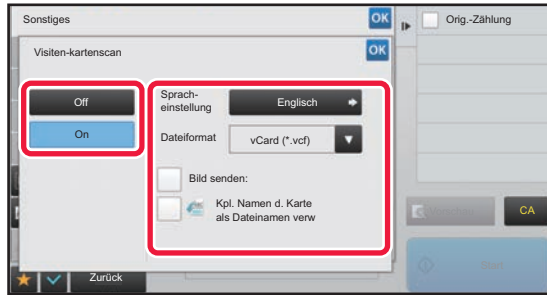 Sonstiges
OK
Orig.-Zählung
Visiten-kartenscan
OK
Off
On
Sprach-
einstellung
Englisch
Dateiformat
vCard (*.vcf)
Bild senden:
Kpl. Namen d. Karte
als Dateinamen verw
CA
Start
Zurück